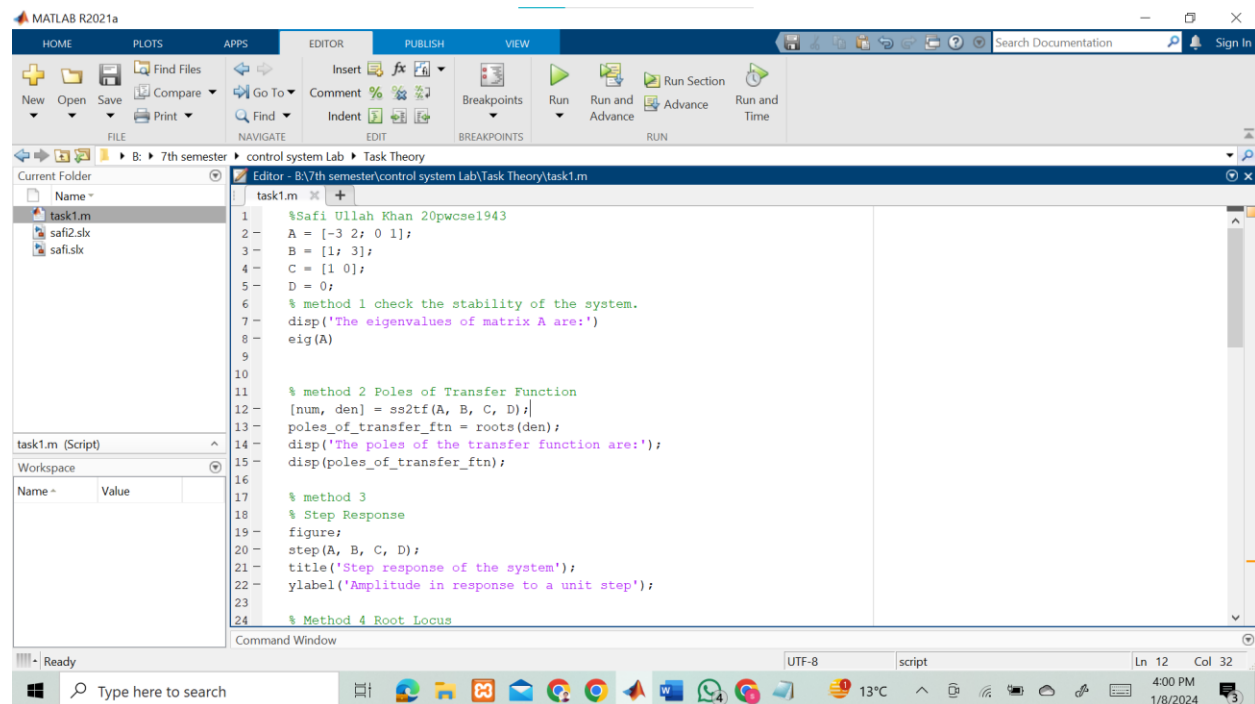 MATLAB R2021a
HOME PLOTS APPS EDITOR PUBLISH VIEW Search Documentation Sign In
New Open Save Find Files Compare Print
FILE
Go To Find
NAVIGATE
Insert fx
Comment
Indent
EDIT
Breakpoints
BREAKPOINTS
Run Run and Advance Run Section Advance Run and Time
RUN
B: 7th semester control system Lab Task Theory
Current Folder
Name
task1.m
safi2.slx
safi.slx
task1.m (Script)
Workspace
Name Value
Editor - B:\7th semester\control system Lab\Task Theory\task1.m
task1.m
1 %Safi Ullah Khan 20pwcse1943
2 A = [-3 2; 0 1];
3 B = [1; 3];
4 C = [1 0];
5 D = 0;
6 % method 1 check the stability of the system.
7 disp('The eigenvalues of matrix A are:')
8 eig(A)
9
10
11 % method 2 Poles of Transfer Function
12 [num, den] = ss2tf(A, B, C, D);
13 poles_of_transfer_ftn = roots(den);
14 disp('The poles of the transfer function are:');
15 disp(poles_of_transfer_ftn);
16
17 % method 3
18 % Step Response
19 figure;
20 step(A, B, C, D);
21 title('Step response of the system');
22 ylabel('Amplitude in response to a unit step');
23
24 % Method 4 Root Locus
Command Window
Ready UTF-8 script Ln 12 Col 32
Type here to search 13°C 4:00 PM
1/8/2024